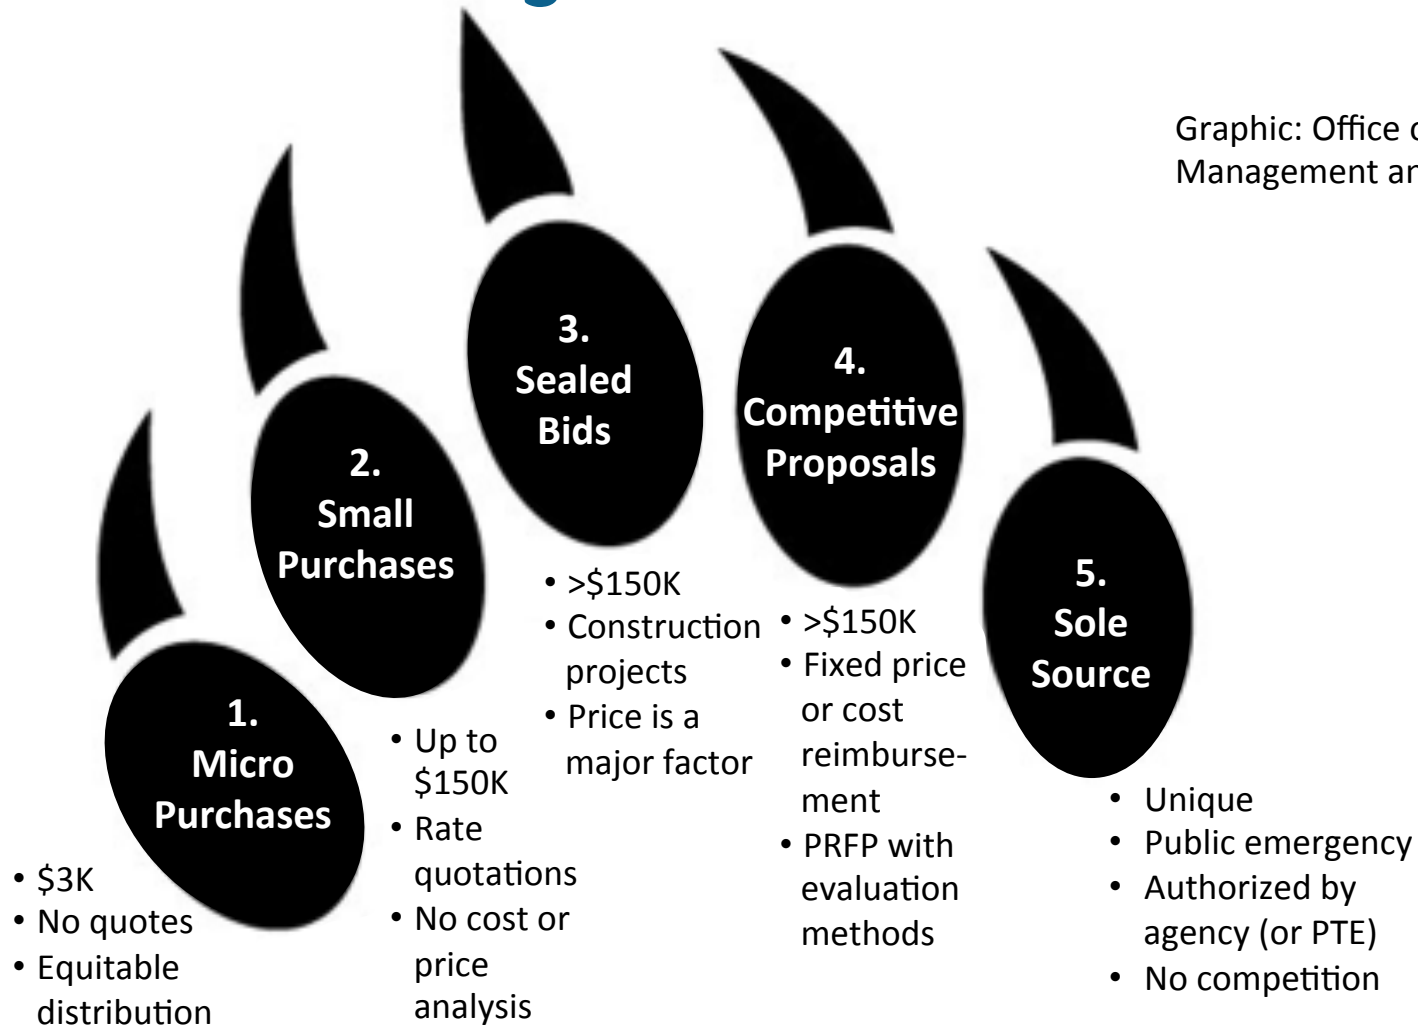 Graphic: Office
Management
1.
Micro
Purchases
• $3K
• No quotes
• Equitable
distribution
2.
Small
Purchases
• Up to
$150K
• Rate
quotations
• No cost or
price
analysis
3.
Sealed
Bids
• >$150K
• Construction
projects
• Price is a
major factor
4.
Competitive
Proposals
• >$150K
• Fixed price
or cost
reimburse-
ment
• PRFP with
evaluation
methods
5.
Sole
Source
• Unique
• Public emergency
• Authorized by
agency (or PTE)
• No competition